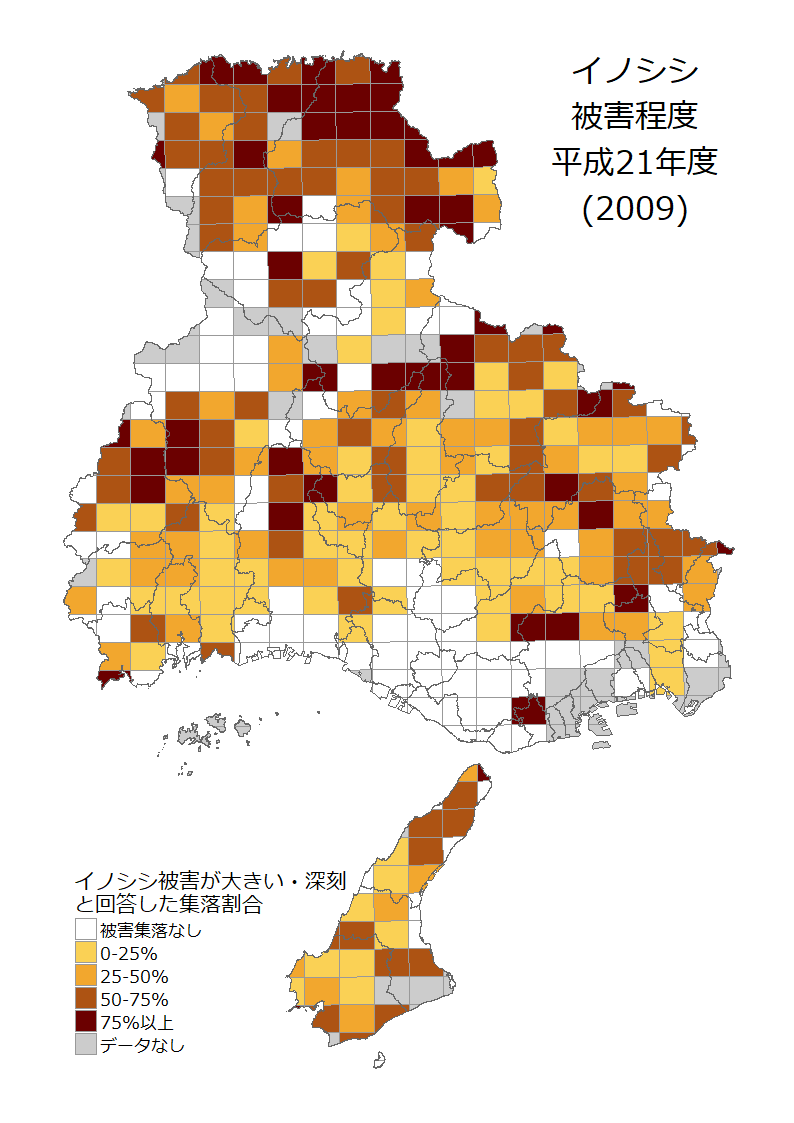 イノシシ
被害程度
平成21年度
(2009)
イノシシ被害が大きい・深刻
と回答した集落割合
被害集落なし
0-25%
25-50%
50-75%
75%以上
データなし